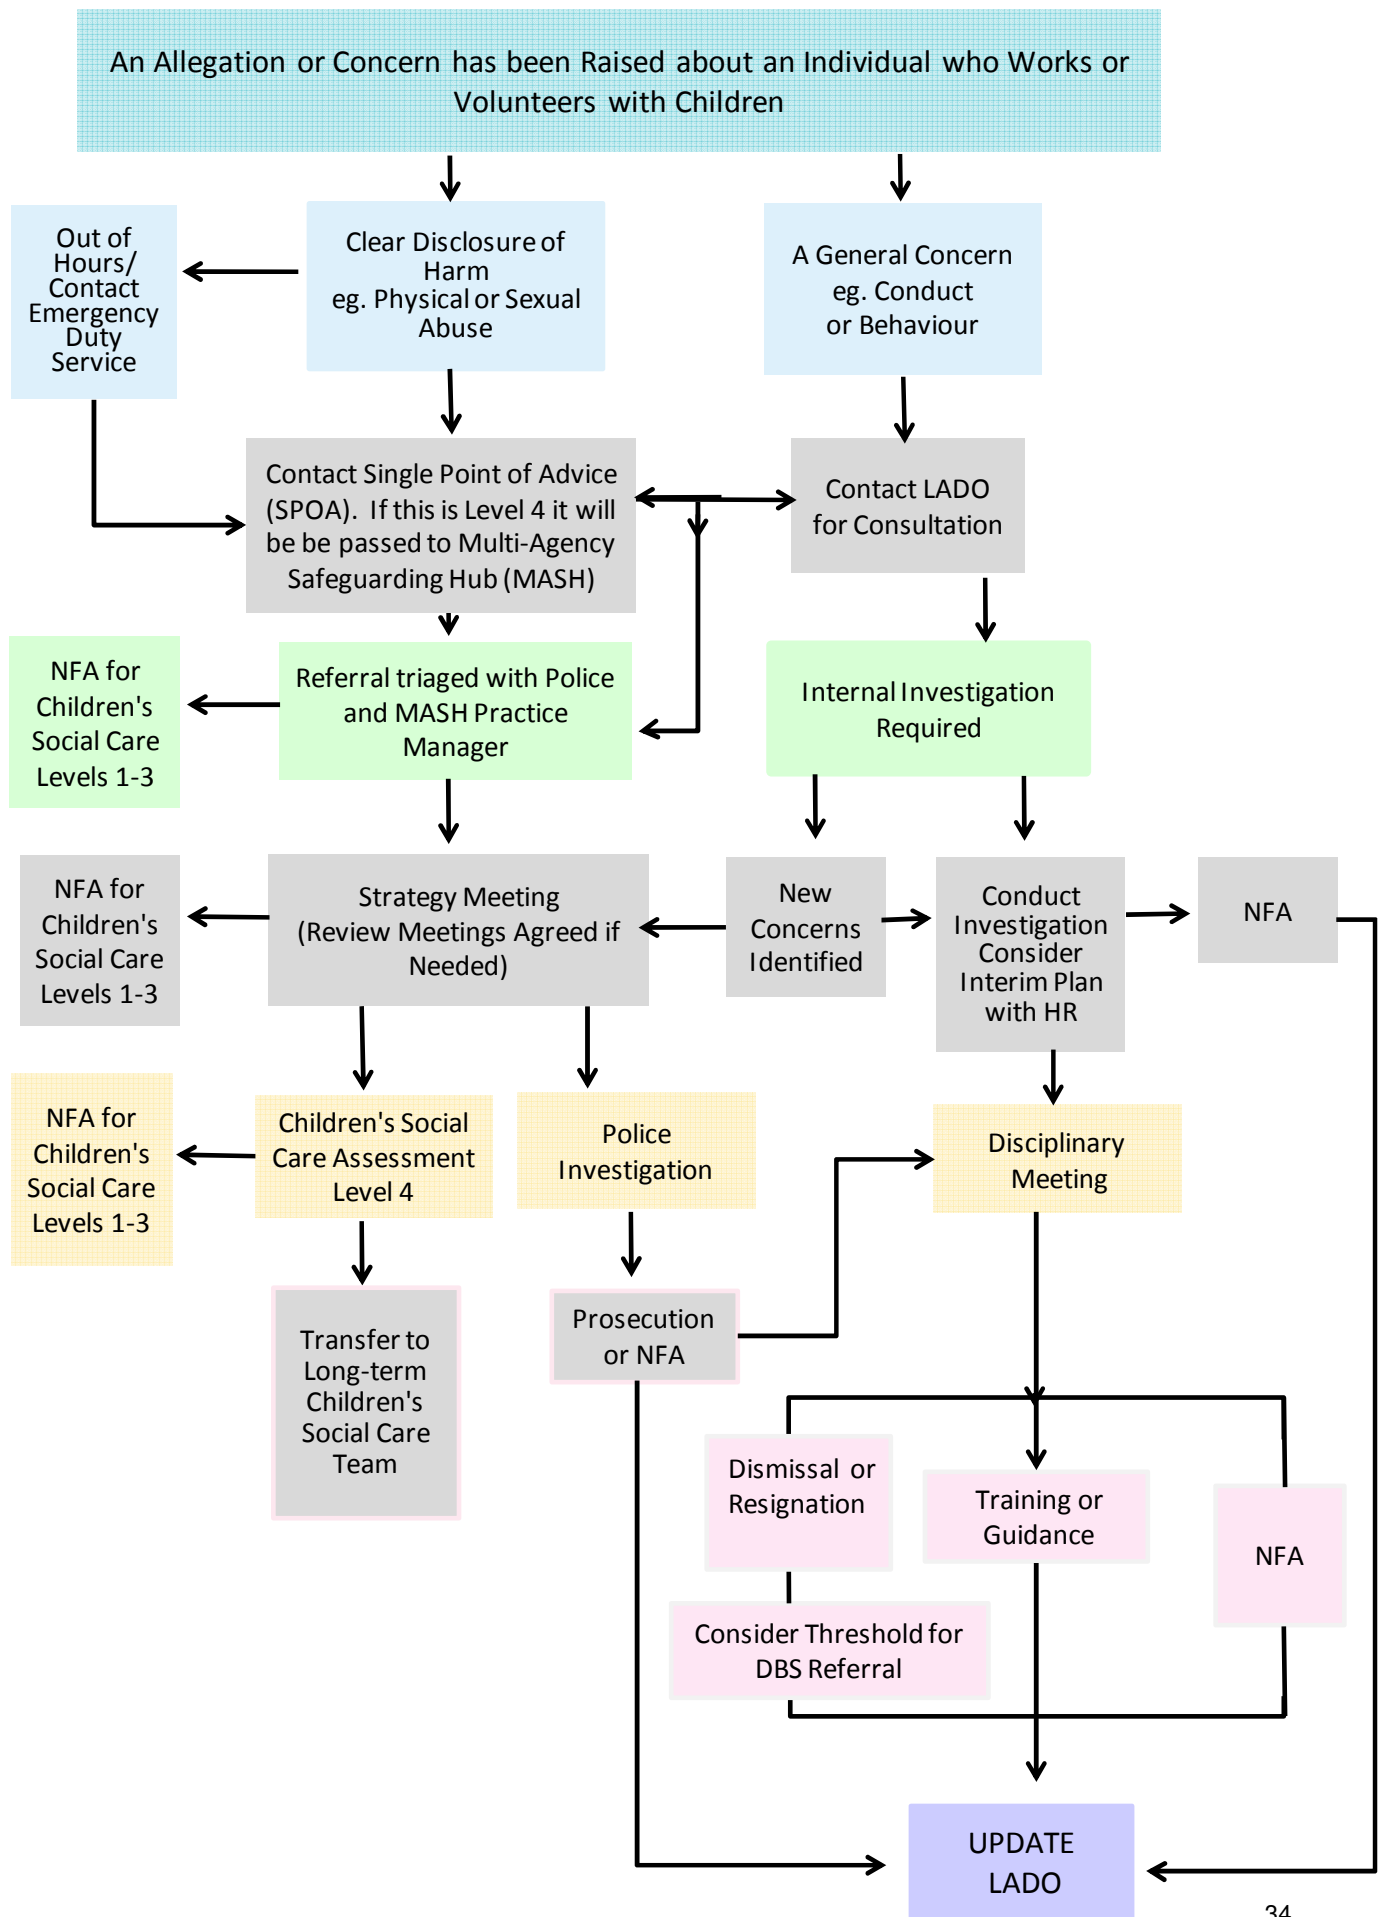 An Allegation or Concern has been Raised about an Individual who Works or
Volunteers with Children
Out of
Hours/
Contact
Emergency
Duty
Service
Clear Disclosure of
Harm
eg. Physical or Sexual
Abuse
A General Concern
eg. Conduct
or Behaviour
Contact Single Point of Advice
(SPOA). If this is Level 4 it will
be be passed to Multi-Agency
Safeguarding Hub (MASH)
Contact LADO
for Consultation
NFA for
Children's
Social Care
Levels 1-3
Referral triaged with Police
and MASH Practice
Manager
Internal Investigation
Required
NFA for
Children's
Social Care
Levels 1-3
Strategy Meeting
(Review Meetings Agreed if
Needed)
New
Concerns
Identified
Conduct
Investigation
Consider
Interim Plan
with HR
NFA
NFA for
Children's
Social Care
Levels 1-3
Children's Social
Care Assessment
Level 4
Police
Investigation
Disciplinary
Meeting
Transfer to
Long-term
Children's
Social Care
Team
Prosecution
or NFA
Dismissal or
Resignation
Training or
Guidance
NFA
Consider Threshold for
DBS Referral
UPDATE
LADO
34